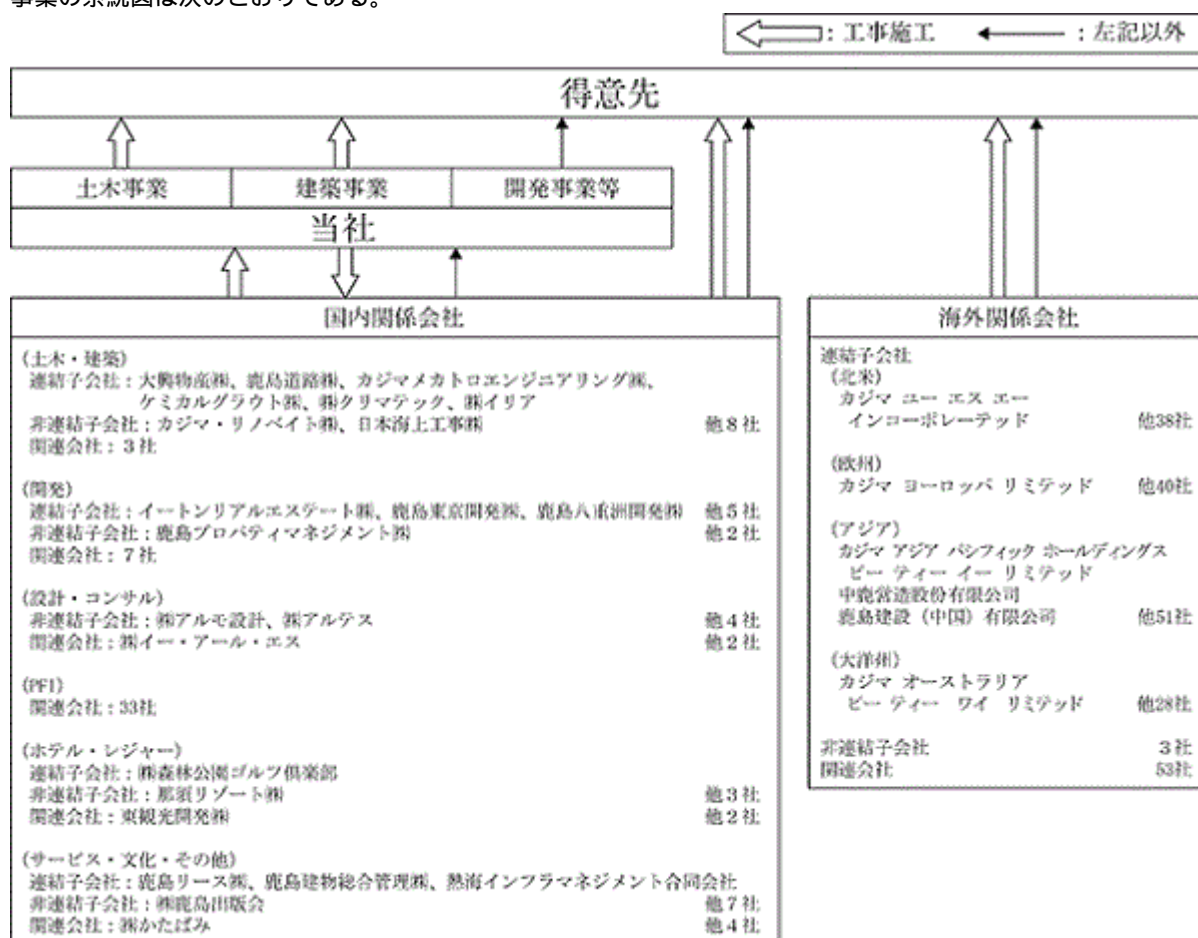 事業の系統図は次のとおりである。
：工事施工　：左記以外
得意先
土木事業　建築事業　開発事業等
当社
国内関係会社
(土木・建築)
連結子会社：大興物産㈱、鹿島道路㈱、カジマメカトロエンジニアリング㈱、
ケミカルグラウト㈱、㈱クリマテック、㈱イリア
非連結子会社：カジマ・リノベイト㈱、日本海上工事㈱　他８社
関連会社：３社
(開発)
連結子会社：イートンリアルエステート㈱、鹿島東京開発㈱、鹿島八重洲開発㈱　他５社
非連結子会社：鹿島プロパティマネジメント㈱　他２社
関連会社：７社
(設計・コンサル)
非連結子会社：㈱アルモ設計、㈱アルテス　他４社
関連会社：㈱イー・アール・エス　他２社
(PFI)
関連会社：33社
(ホテル・レジャー)
連結子会社：㈱森林公園ゴルフ倶楽部
非連結子会社：那須リゾート㈱　他３社
関連会社：東観光開発㈱　他２社
(サービス・文化・その他)
連結子会社：鹿島リース㈱、鹿島建物総合管理㈱、熱海インフラマネジメント合同会社
非連結子会社：㈱鹿島出版会　他７社
関連会社：㈱かたばみ　他４社
海外関係会社
連結子会社
(北米)
カジマ ユー エス エー
インコーポレーテッド　他38社
(欧州)
カジマ ヨーロッパ リミテッド　他40社
(アジア)
カジマ アジア パシフィック ホールディングス
ピー ティー イー リミテッド
中鹿営造股份有限公司
鹿島建設（中国）有限公司　他51社
(大洋州)
カジマ オーストラリア
ピー ティー ワイ リミテッド　他28社
非連結子会社　３社
関連会社　53社